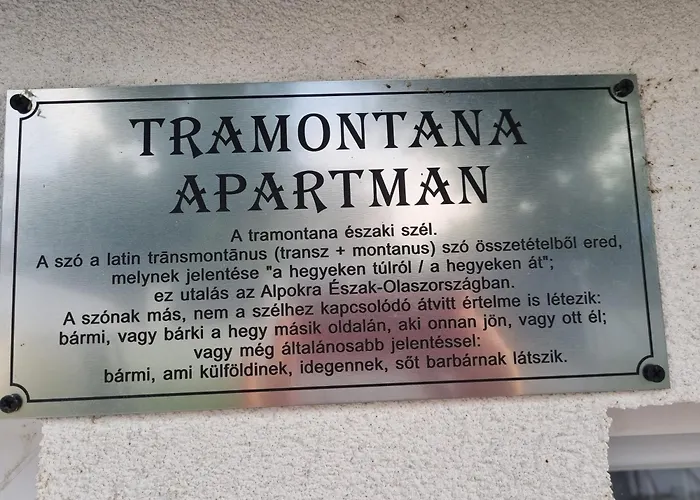 TRAMONTANA
APARTMAN
A tramontana északi szél.
A szó a latin trānsmontānus (transz + montanus) szó összetételből ered,
melynek jelentése "a hegyeken túlról / a hegyeken át";
ez utalás az Alpokra Észak-Olaszországban.
A szónak más, nem a szélhez kapcsolódó átvitt értelme is létezik:
bármi, vagy bárki a hegy másik oldalán, aki onnan jön, vagy ott él;
vagy még általánosabb jelentéssel:
bármi, ami külföldinek, idegennek, sőt barbárnak látszik.